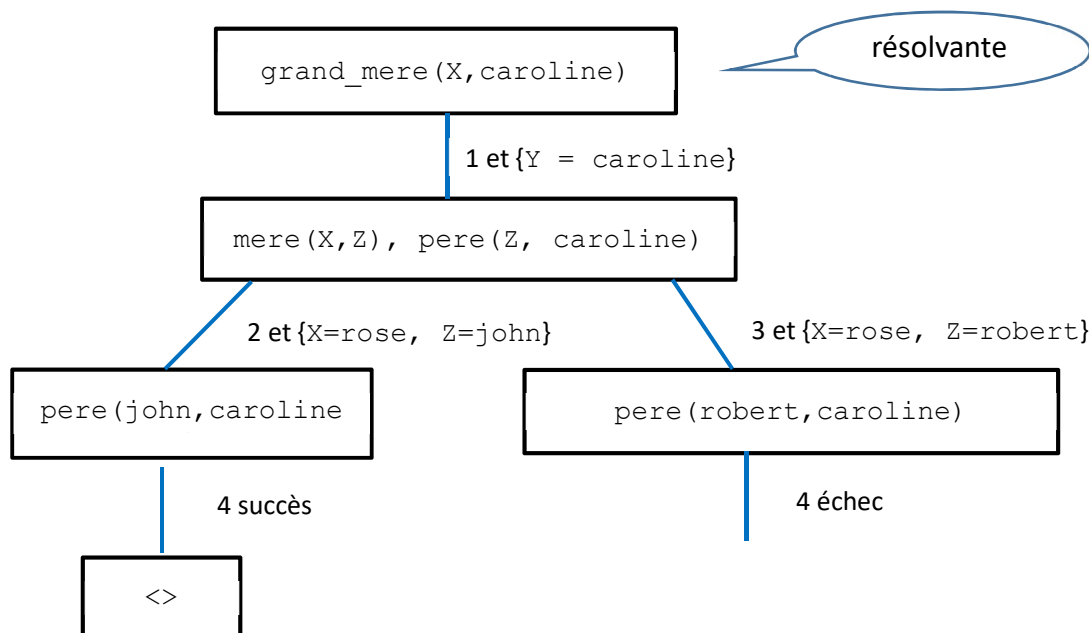 résolvante
grand_mere(X,caroline)
1 et {Y = caroline}
mere(X,Z), pere(Z, caroline)
2 et {X=rose, Z=john}
3 et {X=rose, Z=robert}
pere(john,caroline
pere(robert,caroline)
4 succès
4 échec
<>